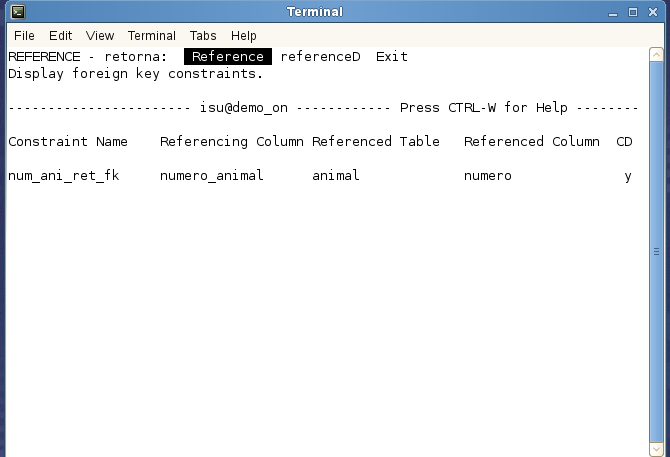 Terminal
File Edit View Terminal Tabs Help
REFERENCE - retorna: Reference referenceD Exit
Display foreign key constraints.
----------------------- isu@demo_on ------------ Press CTRL-W for Help --------
Constraint Name Referencing Column Referenced Table Referenced Column CD
num_ani_ret_fk numero_animal animal numero y